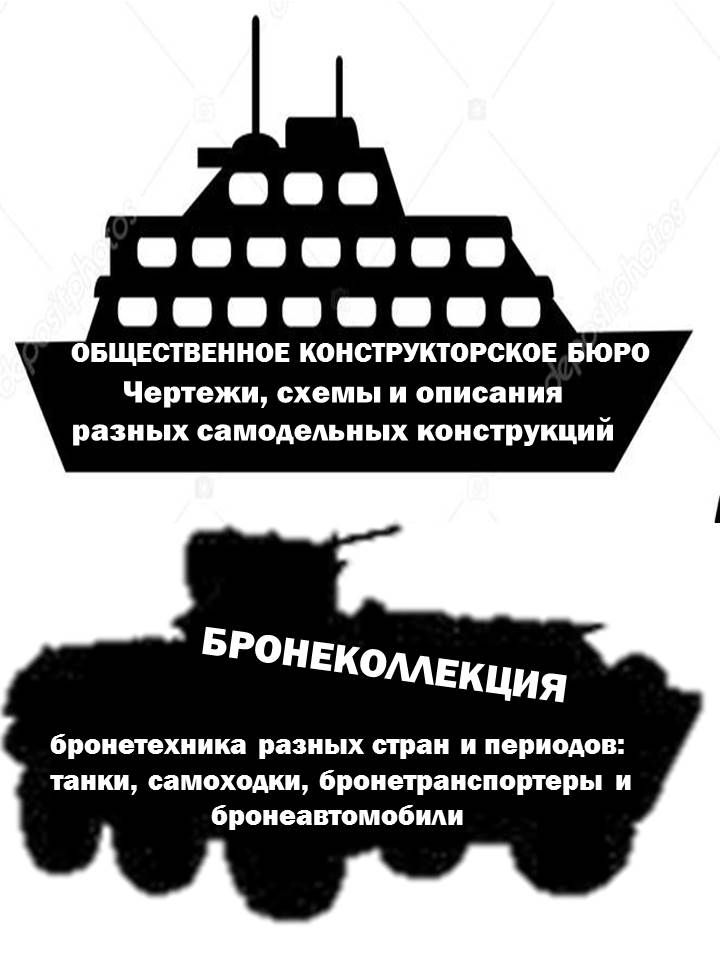 ОБЩЕСТВЕННОЕ КОНСТРУКТОРСКОЕ БЮРО
Чертежи, схемы и описания
разных самодельных конструкций
БРОНЕКОЛЛЕКЦИЯ
бронетехника разных стран и периодов:
танки, самоходки, бронетранспортеры и
бронеавтомобили